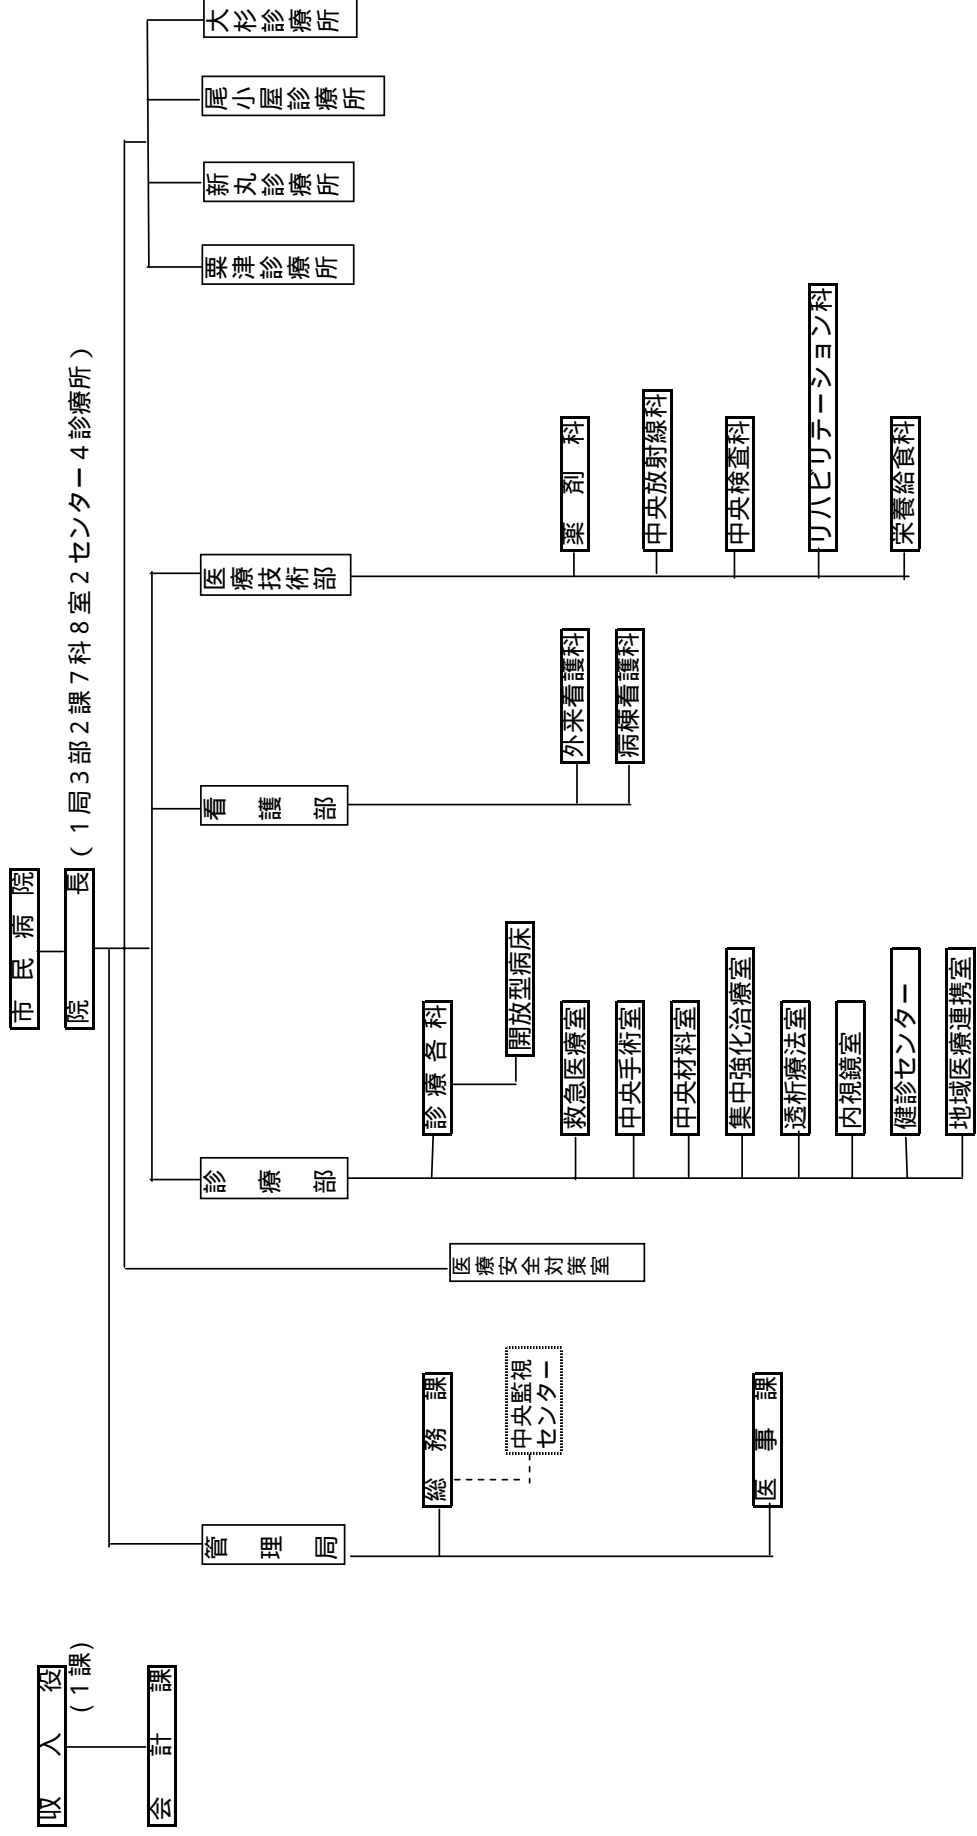 収入役
(1課)
会計課
市民病院
院長
(1局3部2課7科8室2センター4診療所)
管理局
総務課
中央監視
センター
医事課
医療安全対策室
診療部
診療各科
開放型病床
救急医療室
中央手術室
中央材料室
集中強化治療室
透析療法室
内視鏡室
健診センター
地域医療連携室
看護部
外来看護科
病棟看護科
医療技術部
薬剤科
中央放射線科
中央検査科
リハビリテーション科
栄養給食科
粟津診療所
新丸診療所
尾小屋診療所
大杉診療所